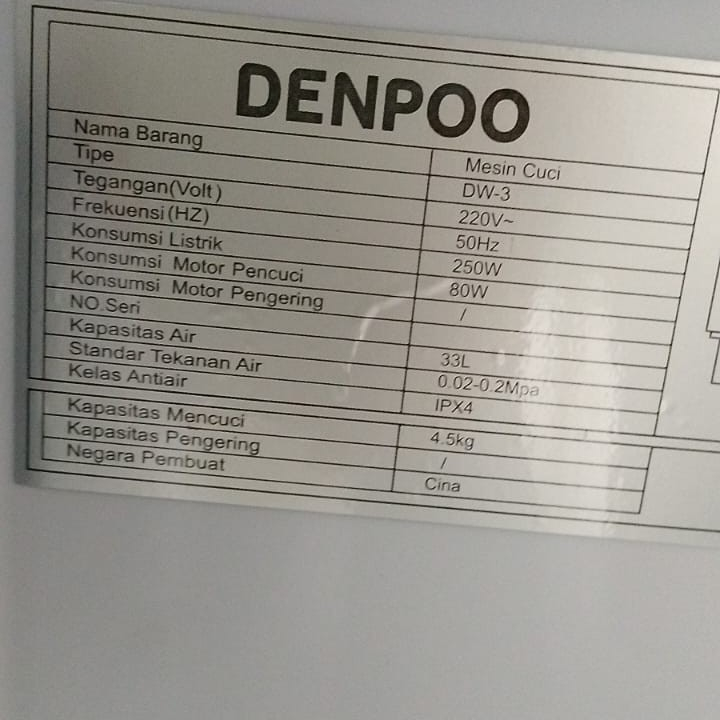 DENPOO
Nama Barang Mesin Cuci
Tipe DW-3
Tegangan(Volt) 220V~
Frekuensi(HZ) 50Hz
Konsumsi Listrik 250W
Konsumsi Motor Pencuci 80W
Konsumsi Motor Pengering /
NO.Seri
Kapasitas Air 33L
Standar Tekanan Air 0.02-0.2Mpa
Kelas Antiair IPX4
Kapasitas Mencuci 4.5kg
Kapasitas Pengering /
Negara Pembuat Cina